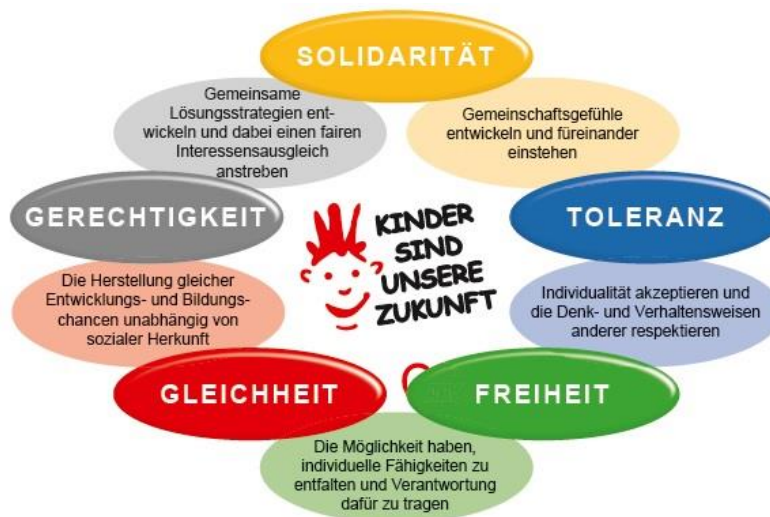 SOLIDARITÄT
Gemeinsame
Lösungsstrategien ent-
wickeln und dabei einen fairen
Interessensausgleich
anstreben
Gemeinschaftsgefühle
entwickeln und füreinander
einstehen
GERECHTIGKEIT
KINDER
SIND
UNSERE
ZUKUNFT
TOLERANZ
Die Herstellung gleicher
Entwicklungs- und Bildungs-
chancen unabhängig von
sozialer Herkunft
Individualität akzeptieren und
die Denk- und Verhaltensweisen
anderer respektieren
GLEICHHEIT
FREIHEIT
Die Möglichkeit haben,
individuelle Fähigkeiten zu
entfalten und Verantwortung
dafür zu tragen